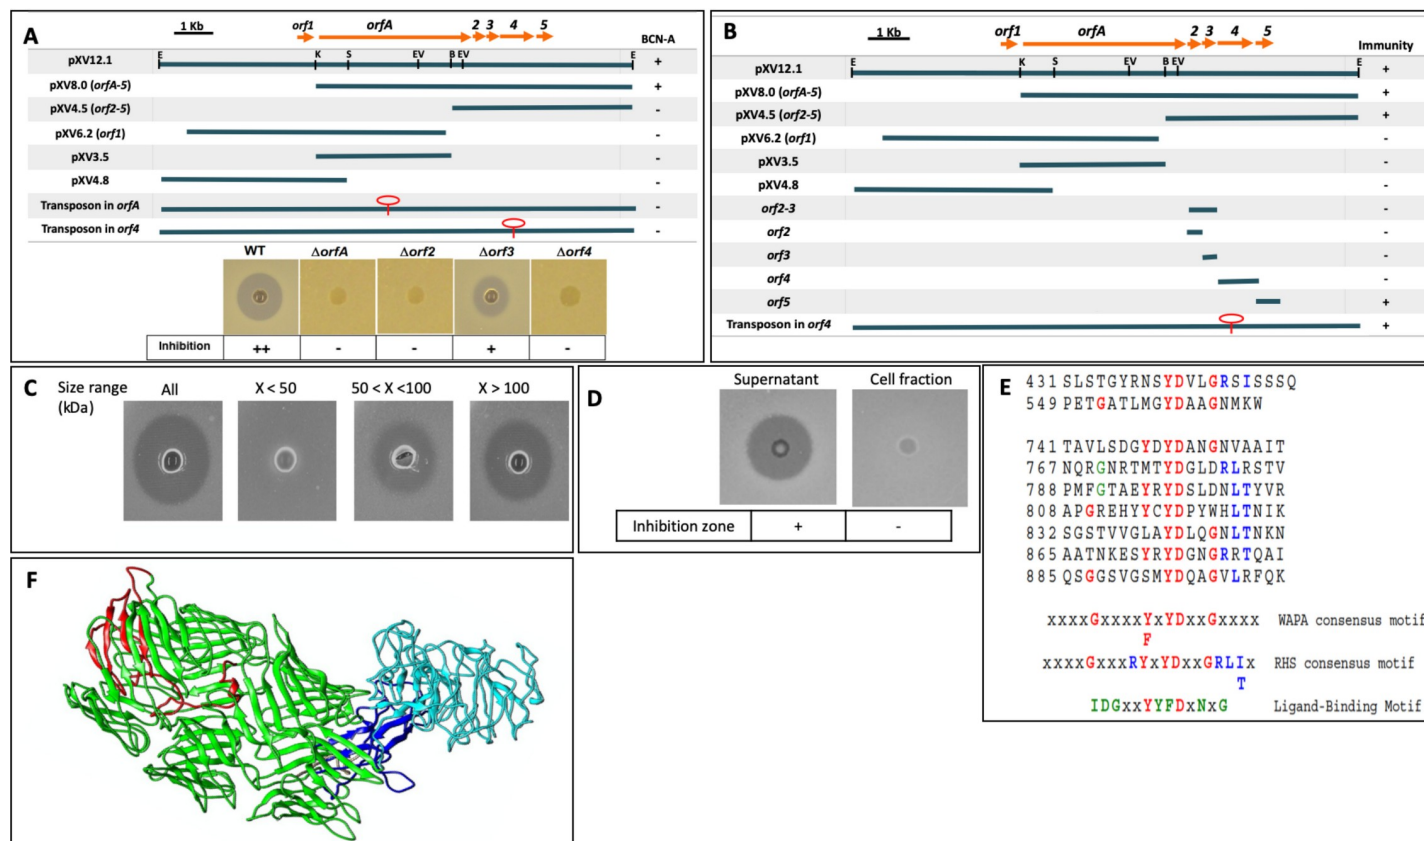 A
1 Kb
orf1 orfA 2 3 4 5
BCN-A
E K S EV B EV E
pXV12.1 +
pXV8.0 (orfA-5) +
pXV4.5 (orf2-5) -
pXV6.2 (orf1) -
pXV3.5 -
pXV4.8 -
Transposon in orfA -
Transposon in orf4 -
WT ΔorfA Δorf2 Δorf3 Δorf4
Inhibition ++ - - + -
B
1 Kb
orf1 orfA 2 3 4 5
Immunity
E K S EV B EV E
pXV12.1 +
pXV8.0 (orfA-5) +
pXV4.5 (orf2-5) +
pXV6.2 (orf1) -
pXV3.5 -
pXV4.8 -
orf2-3 -
orf2 -
orf3 -
orf4 -
orf5 +
Transposon in orf4 +
C
Size range (kDa)
All X < 50 50 < X <100 X > 100
D
Supernatant Cell fraction
Inhibition zone + -
E
431 SLSTGYRNSYDVLGRSISSSQ
549 PETGATLMGYDAAGNMKW
741 TAVLSDGYDYDANGNVAAIT
767 NQRGNRTMTYDGLDRLRSTV
788 PMFGTAEYRYDSLDNLTYVR
808 APGREHYYCYDPYWHLTNIK
832 SGSTVVGLAYDLQGNLTNKN
865 AATNKESYRYDGNGRRTQAI
885 QSGGSVGSMYDQAGVLRFQK
xxxxGxxxxYxYDxxGxxxx WAPA consensus motif
F
xxxxGxxxRYxYDxxGRLIx RHS consensus motif
T
IDGxxYYFDxNxG Ligand-Binding Motif
F